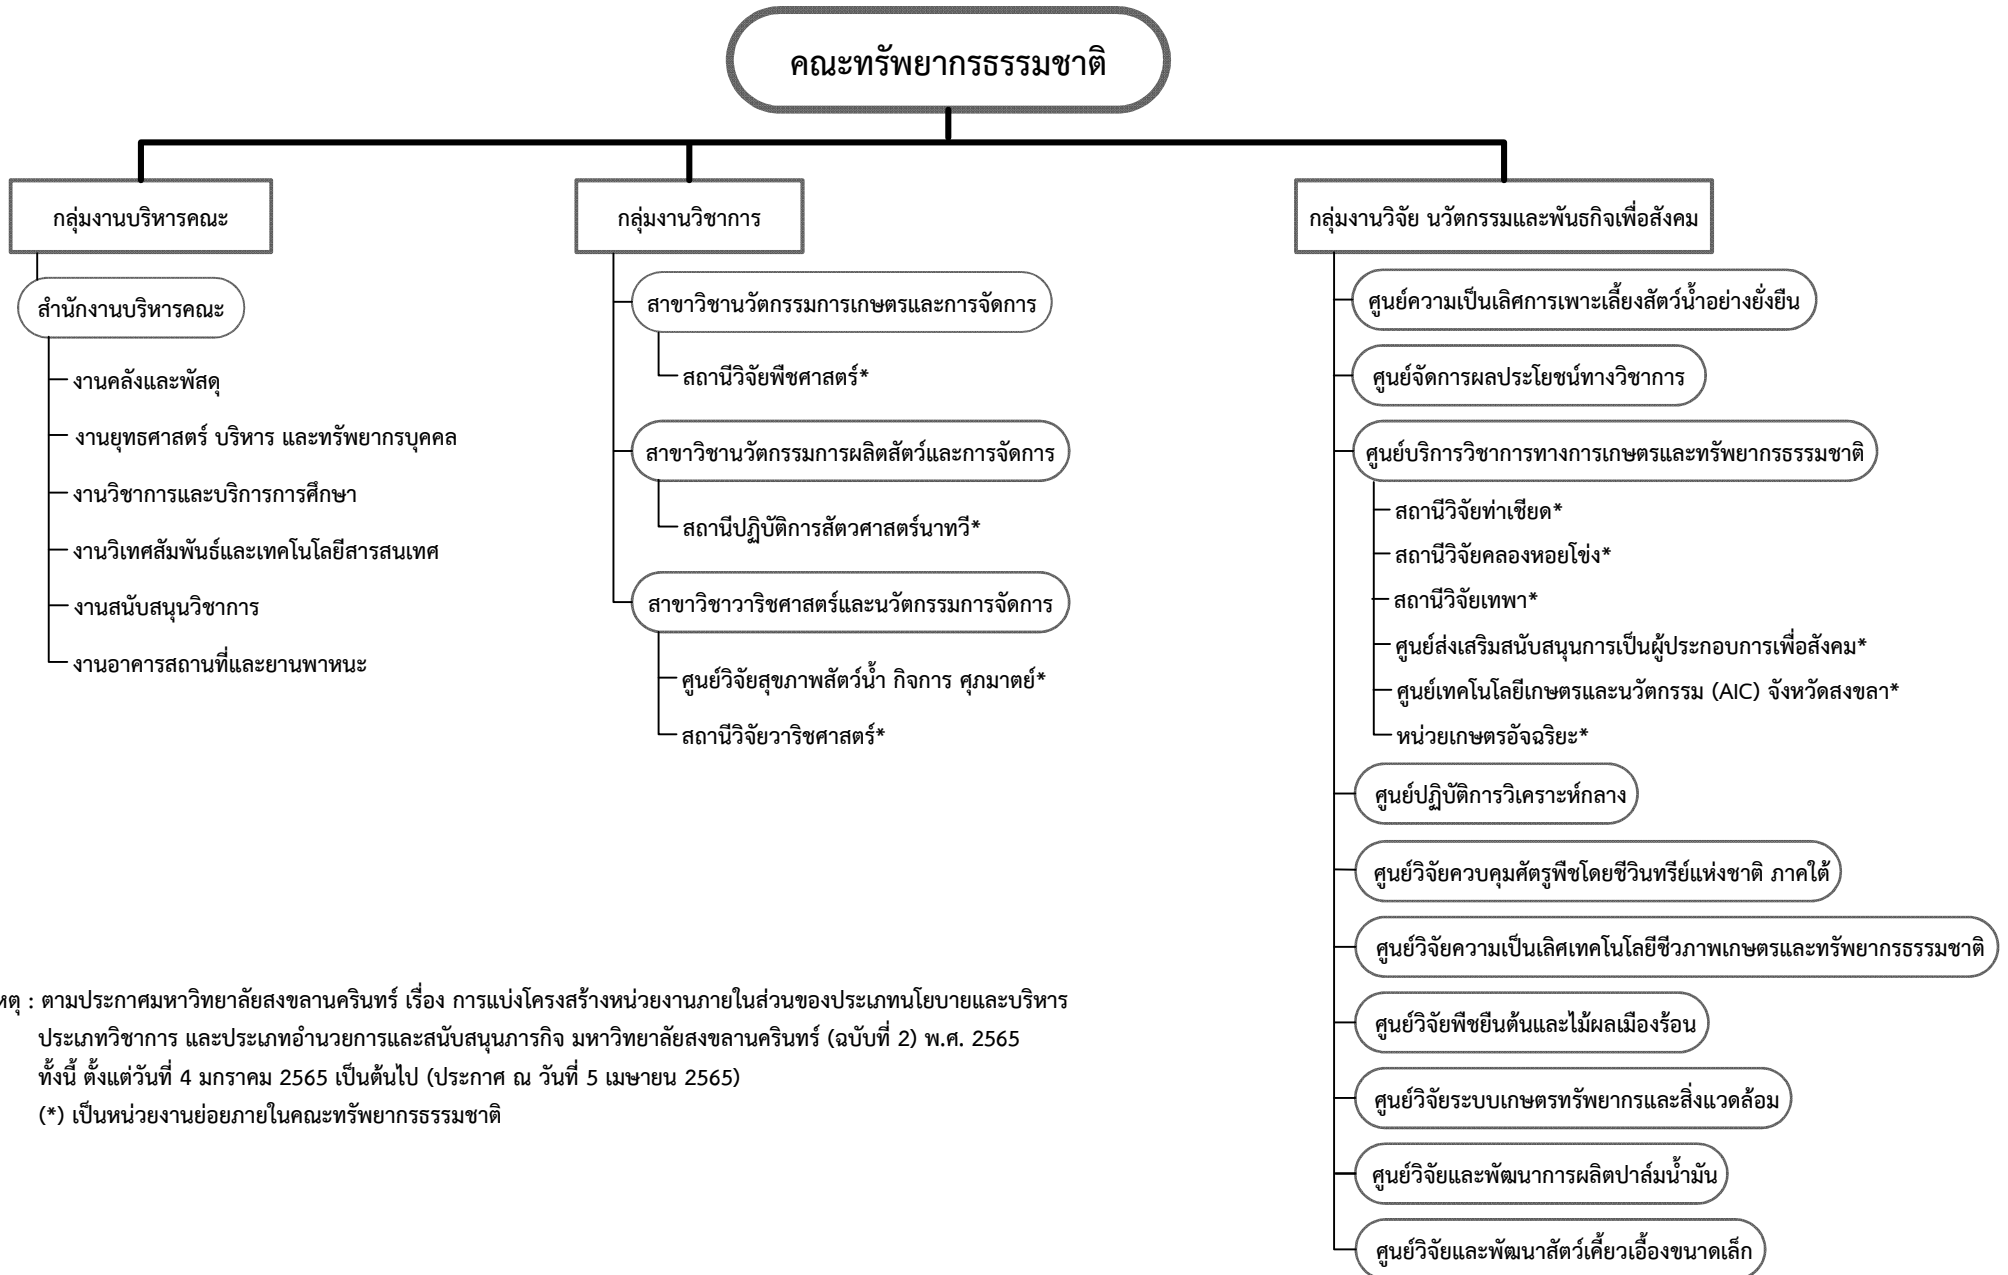 คณะทรัพยากรธรรมชาติ
กลุ่มงานบริหารคณะ
สำนักงานบริหารคณะ
งานคลังและพัสดุ
งานยุทธศาสตร์ บริหาร และทรัพยากรบุคคล
งานวิชาการและบริการการศึกษา
งานวิเทศสัมพันธ์และเทคโนโลยีสารสนเทศ
งานสนับสนุนวิชาการ
งานอาคารสถานที่และยานพาหนะ
กลุ่มงานวิชาการ
สาขาวิชานวัตกรรมการเกษตรและการจัดการ
สถานีวิจัยพืชศาสตร์*
สาขาวิชานวัตกรรมการผลิตสัตว์และการจัดการ
สถานีปฏิบัติการสัตวศาสตร์นาทวี*
สาขาวิชาวาริชศาสตร์และนวัตกรรมการจัดการ
ศูนย์วิจัยสุขภาพสัตว์น้ำ กิจการ ศุภมาตย์*
สถานีวิจัยวาริชศาสตร์*
กลุ่มงานวิจัย นวัตกรรมและพันธกิจเพื่อสังคม
ศูนย์ความเป็นเลิศการเพาะเลี้ยงสัตว์น้ำอย่างยั่งยืน
ศูนย์จัดการผลประโยชน์ทางวิชาการ
ศูนย์บริการวิชาการทางการเกษตรและทรัพยากรธรรมชาติ
สถานีวิจัยท่าเชียด*
สถานีวิจัยคลองหอยโข่ง*
สถานีวิจัยเทพา*
ศูนย์ส่งเสริมสนับสนุนการเป็นผู้ประกอบการเพื่อสังคม*
ศูนย์เทคโนโลยีเกษตรและนวัตกรรม (AIC) จังหวัดสงขลา*
หน่วยเกษตรอัจฉริยะ*
ศูนย์ปฏิบัติการวิเคราะห์กลาง
ศูนย์วิจัยควบคุมศัตรูพืชโดยชีวินทรีย์แห่งชาติ ภาคใต้
ศูนย์วิจัยความเป็นเลิศเทคโนโลยีชีวภาพเกษตรและทรัพยากรธรรมชาติ
ศูนย์วิจัยพืชยืนต้นและไม้ผลเมืองร้อน
ศูนย์วิจัยระบบเกษตรทรัพยากรและสิ่งแวดล้อม
ศูนย์วิจัยและพัฒนาการผลิตปาล์มน้ำมัน
ศูนย์วิจัยและพัฒนาสัตว์เคี้ยวเอื้องขนาดเล็ก
หตุ : ตามประกาศมหาวิทยาลัยสงขลานครินทร์ เรื่อง การแบ่งโครงสร้างหน่วยงานภายในส่วนของประเภทนโยบายและบริหาร
ประเภทวิชาการ และประเภทอำนวยการและสนับสนุนภารกิจ มหาวิทยาลัยสงขลานครินทร์ (ฉบับที่ 2) พ.ศ. 2565
ทั้งนี้ ตั้งแต่วันที่ 4 มกราคม 2565 เป็นต้นไป (ประกาศ ณ วันที่ 5 เมษายน 2565)
(*) เป็นหน่วยงานย่อยภายในคณะทรัพยากรธรรมชาติ